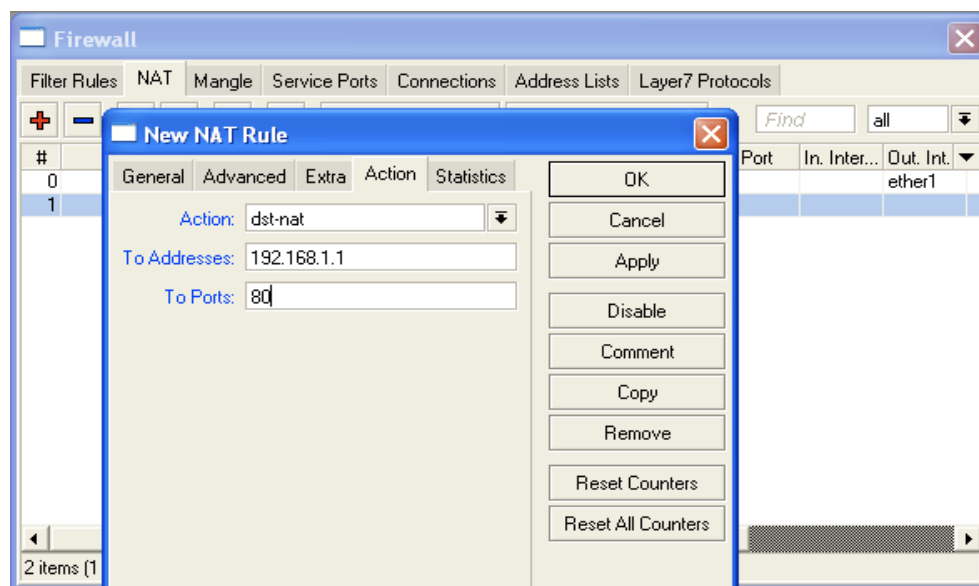 Firewall
Filter Rules NAT Mangle Service Ports Connections Address Lists Layer7 Protocols
Find all
New NAT Rule
# Port In. Inter... Out. Int.
0 ether1
1
General Advanced Extra Action Statistics
Action: dst-nat
To Addresses: 192.168.1.1
To Ports: 80
OK
Cancel
Apply
Disable
Comment
Copy
Remove
Reset Counters
Reset All Counters
2 items (1